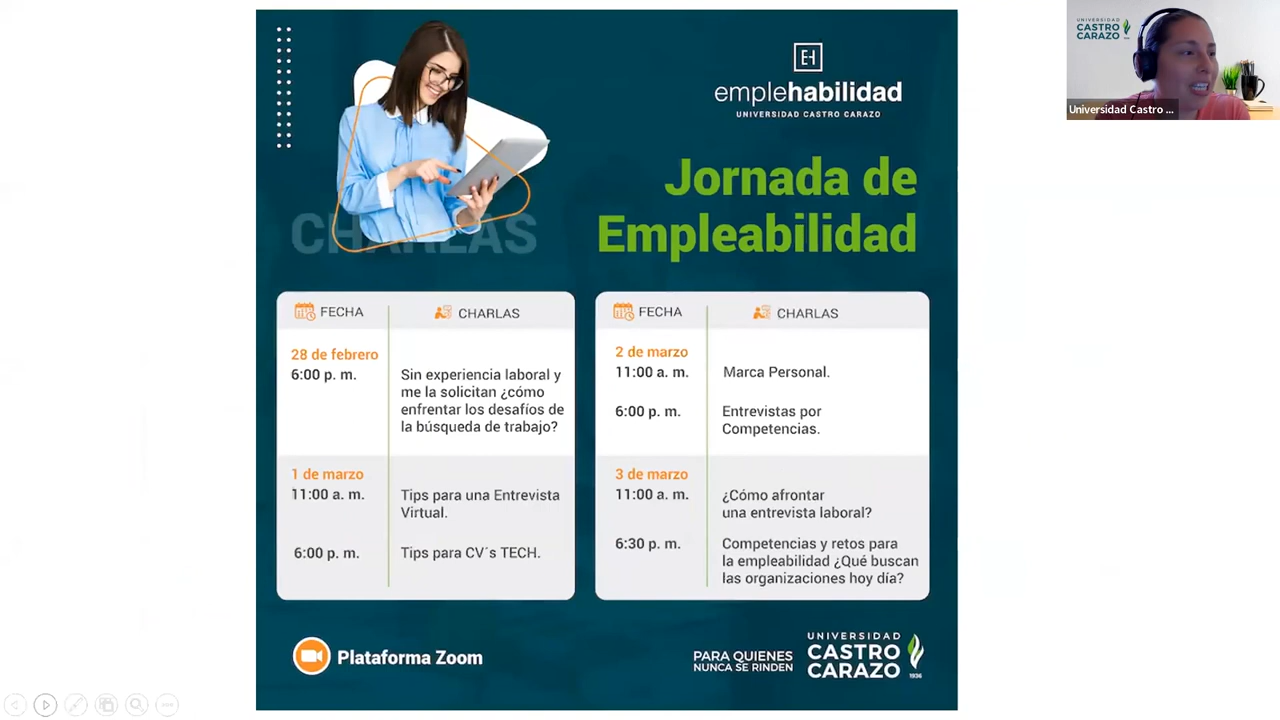 EH
emplehabilidad
UNIVERSIDAD CASTRO CARAZO
Jornada de
Empleabilidad
CHARLAS
FECHA
CHARLAS
28 de febrero
6:00 p. m.
Sin experiencia laboral y
me la solicitan ¿cómo
enfrentar los desafíos de
la búsqueda de trabajo?
1 de marzo
11:00 a. m.
Tips para una Entrevista
Virtual.
6:00 p. m.
Tips para CV´s TECH.
FECHA
CHARLAS
2 de marzo
11:00 a. m.
Marca Personal.
6:00 p. m.
Entrevistas por
Competencias.
3 de marzo
11:00 a. m.
¿Cómo afrontar
una entrevista laboral?
6:30 p. m.
Competencias y retos para
la empleabilidad ¿Qué buscan
las organizaciones hoy día?
Plataforma Zoom
PARA QUIENES
NUNCA SE RINDEN
UNIVERSIDAD
CASTRO
CARAZO
1936
UNIVERSIDAD
CASTRO
CARAZO
Universidad Castro ...